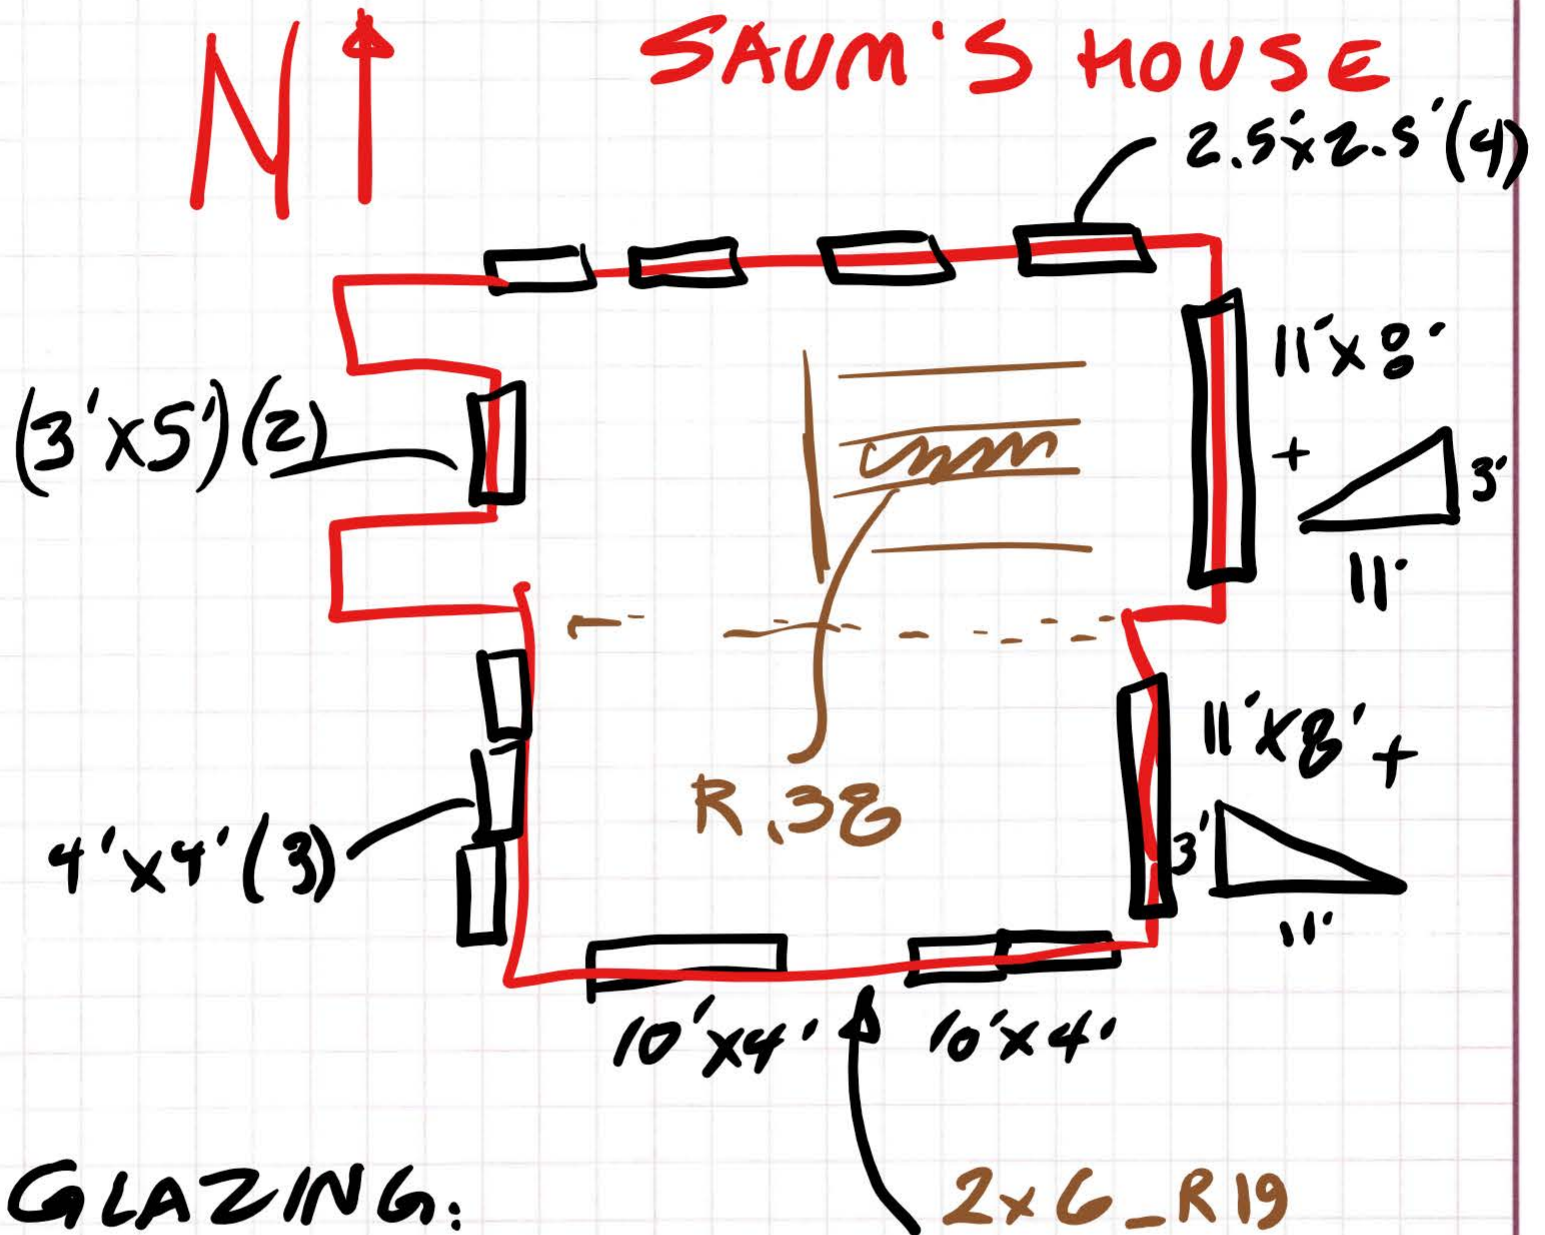 N
SAUM'S HOUSE
2.5'x2.5'(4)
11'x8'
+
3'
11'
(3'x5')(2)
11'x8'+
3'
11'
R.38
4'x4'(3)
10'x4'
10'x4'
GLAZING:
2x6_R19